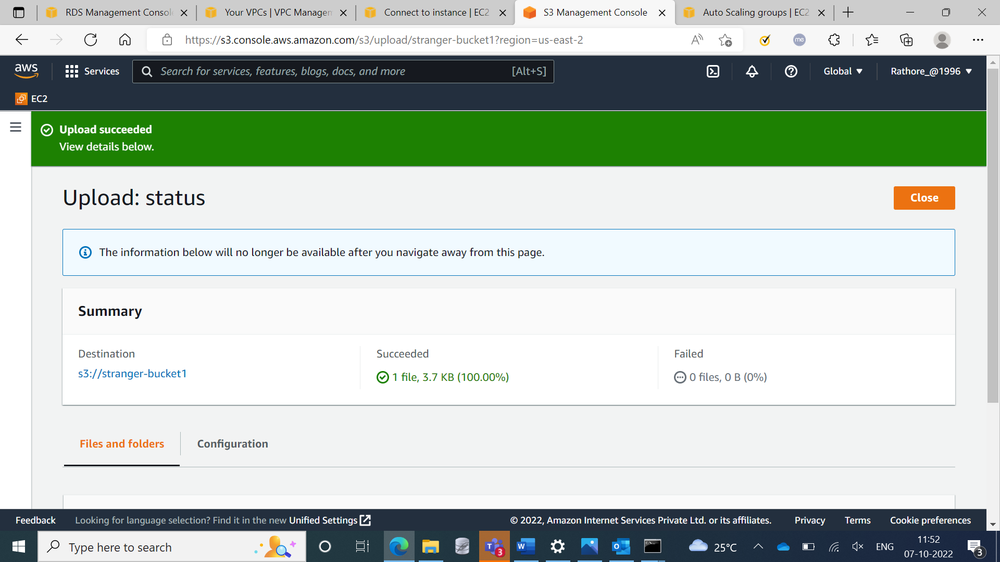 RDS Management Consol
Your VPCs | VPC Managem
Connect to instance | EC2
S3 Management Console
Auto Scaling groups | EC2
https://s3.console.aws.amazon.com/s3/upload/stranger-bucket1?region=us-east-2
me
aws
Services
Search for services, features, blogs, docs, and more
[Alt+S]
Global
Rathore_@1996
EC2
Upload succeeded
View details below.
Upload: status
Close
The information below will no longer be available after you navigate away from this page.
Summary
Destination
s3://stranger-bucket1
Succeeded
1 file, 3.7 KB (100.00%)
Failed
0 files, 0 B (0%)
Files and folders
Configuration
Feedback
Looking for language selection? Find it in the new Unified Settings
© 2022, Amazon Internet Services Private Ltd. or its affiliates.
Privacy
Terms
Cookie preferences
Type here to search
T
3
W
O
25°C
ENG
11:52
07-10-2022
3